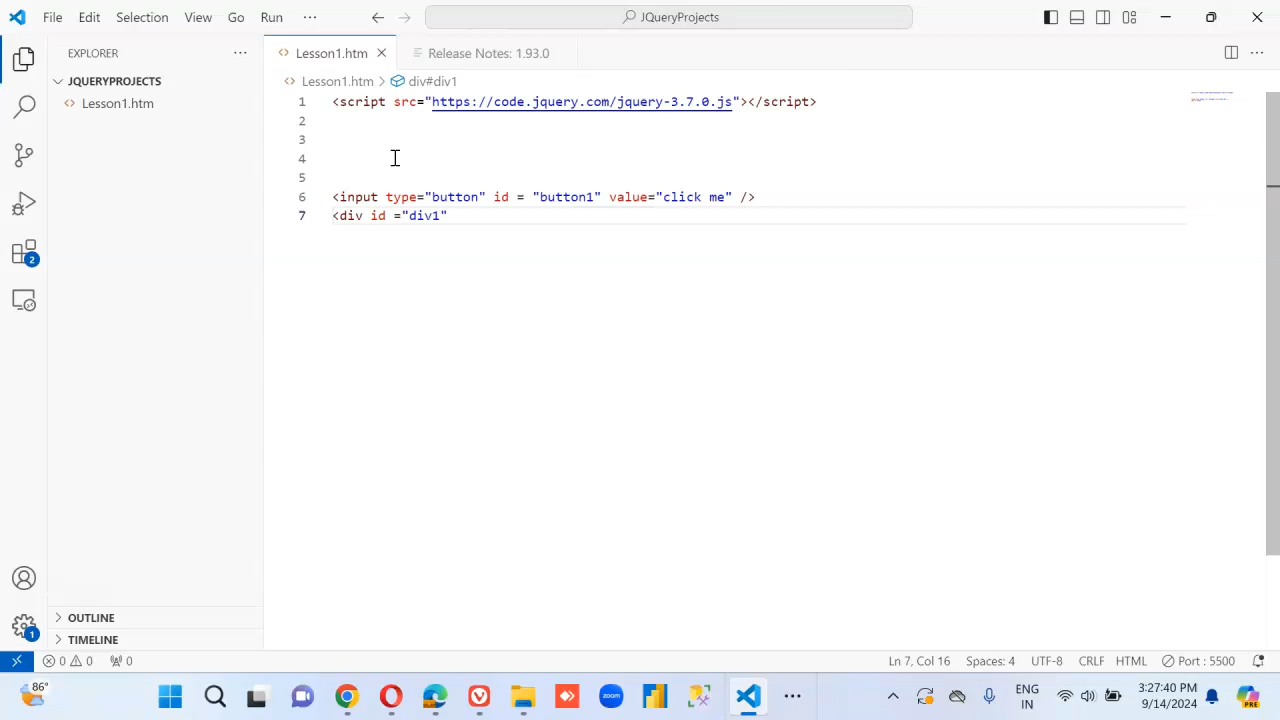 File Edit Selection View Go Run ··· JQueryProjects
EXPLORER ···
Lesson1.htm Release Notes: 1.93.0 ···
JQUERYPROJECTS
Lesson1.htm
Lesson1.htm > div#div1
1 <script src="https://code.jquery.com/jquery-3.7.0.js"></script>
2
3
4
5
6 <input type="button" id = "button1" value="click me" />
7 <div id ="div1"
2
OUTLINE
1
TIMELINE
0 0 0 Ln 7, Col 16 Spaces: 4 UTF-8 CRLF HTML Port : 5500
86°
zoom
···
ENG
IN
3:27:40 PM
9/14/2024
PRE